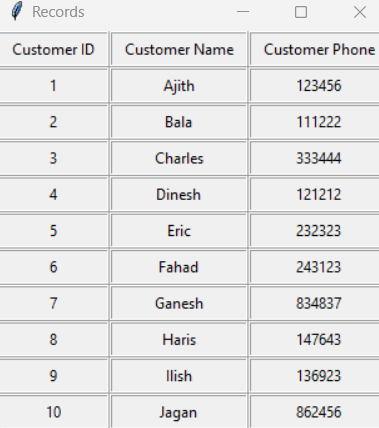 Records
Customer ID Customer Name Customer Phone
1 Ajith 123456
2 Bala 111222
3 Charles 333444
4 Dinesh 121212
5 Eric 232323
6 Fahad 243123
7 Ganesh 834837
8 Haris 147643
9 Ilish 136923
10 Jagan 862456